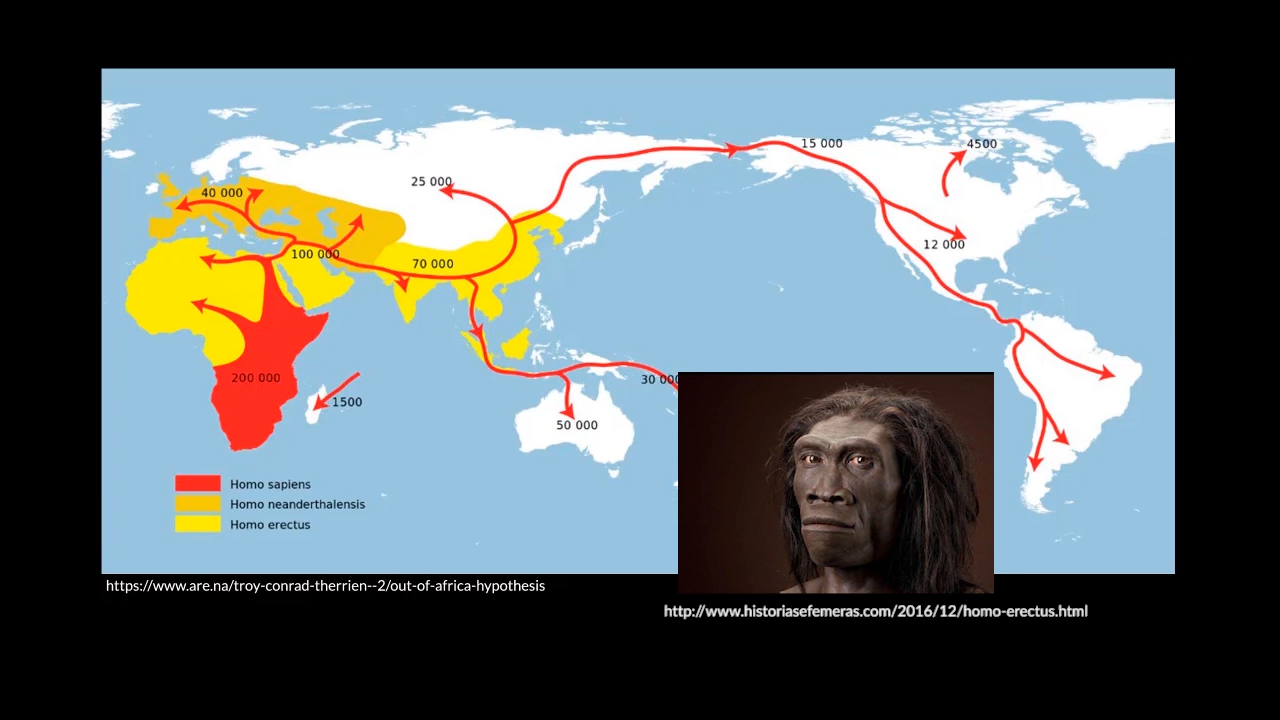 15 000
4500
25 000
40 000
12 000
100 000
70 000
200 000
30 000
1500
50 000
Homo sapiens
Homo neanderthalensis
Homo erectus
https://www.are.na/troy-conrad-therrien--2/out-of-africa-hypothesis
http://www.historiasefemeras.com/2016/12/homo-erectus.html